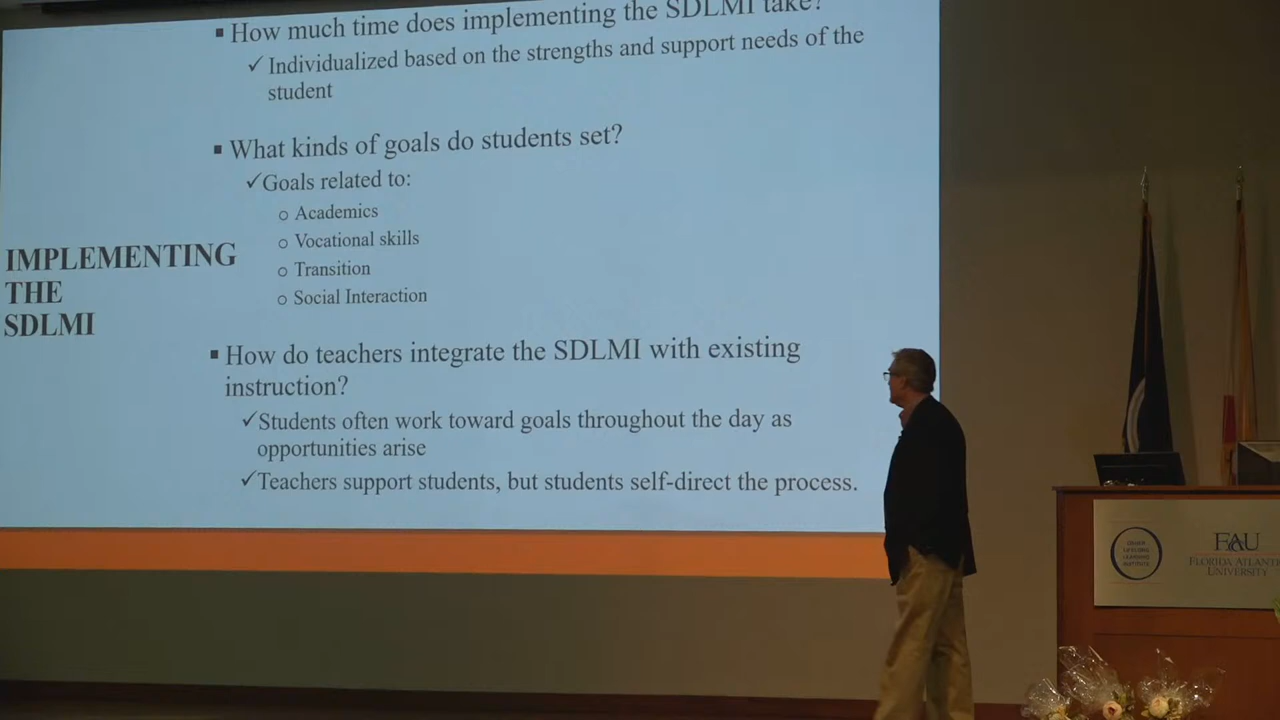 ▪ How much time does implementing the SDLMI take?
✓ Individualized based on the strengths and support needs of the
student
▪ What kinds of goals do students set?
✓Goals related to:
o Academics
o Vocational skills
o Transition
o Social Interaction
IMPLEMENTING
THE
SDLMI
▪ How do teachers integrate the SDLMI with existing
instruction?
✓Students often work toward goals throughout the day as
opportunities arise
✓Teachers support students, but students self-direct the process.
FAU
FLORIDA ATLANTI
UNIVERSITY